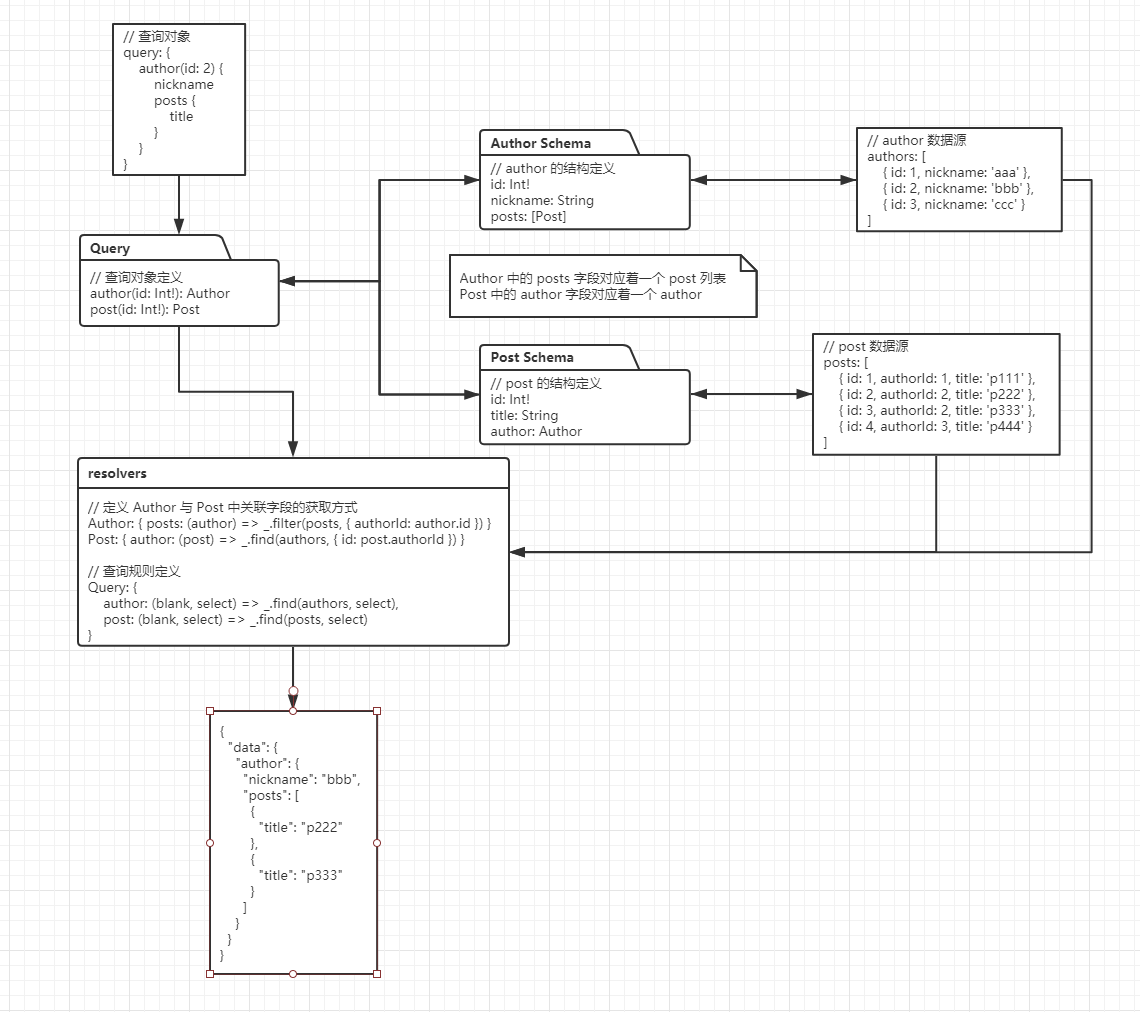 // 查询对象
query: {
author(id: 2) {
nickname
posts {
title
}
}
}
Query
// 查询对象定义
author(id: Int!): Author
post(id: Int!): Post
Author Schema
// author 的结构定义
id: Int!
nickname: String
posts: [Post]
// author 数据源
authors: [
{ id: 1, nickname: 'aaa' },
{ id: 2, nickname: 'bbb' },
{ id: 3, nickname: 'ccc' }
]
Author 中的 posts 字段对应着一个 post 列表
Post 中的 author 字段对应着一个 author
Post Schema
// post 的结构定义
id: Int!
title: String
author: Author
// post 数据源
posts: [
{ id: 1, authorId: 1, title: 'p111' },
{ id: 2, authorId: 2, title: 'p222' },
{ id: 3, authorId: 2, title: 'p333' },
{ id: 4, authorId: 3, title: 'p444' }
]
resolvers
// 定义 Author 与 Post 中关联字段的获取方式
Author: { posts: (author) => _.filter(posts, { authorId: author.id }) }
Post: { author: (post) => _.find(authors, { id: post.authorId }) }
// 查询规则定义
Query: {
author: (blank, select) => _.find(authors, select),
post: (blank, select) => _.find(posts, select)
}
{
"data": {
"author": {
"nickname": "bbb",
"posts": [
{
"title": "p222"
},
{
"title": "p333"
}
]
}
}
}